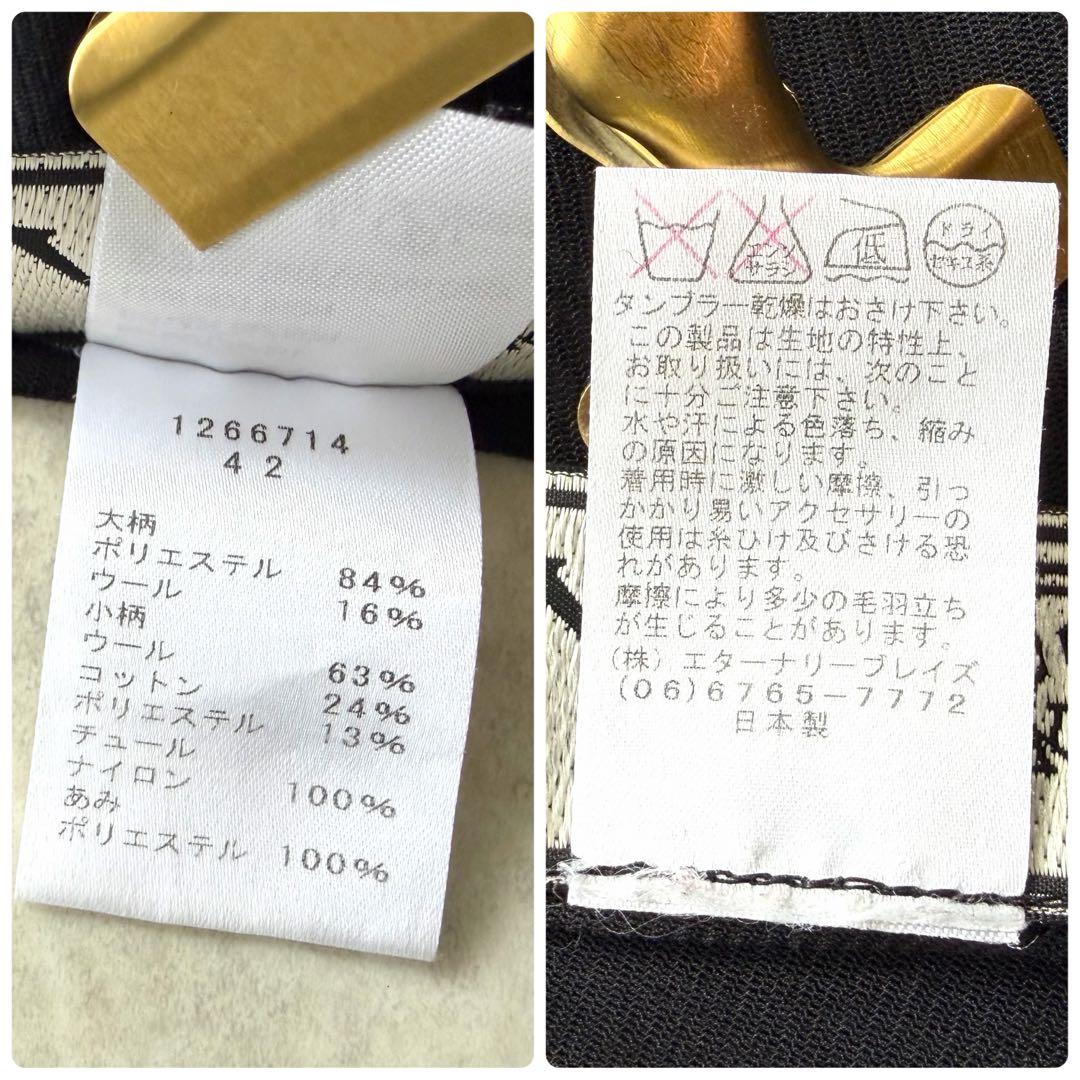 1266714
42
大柄
ポリエステル 84%
ウール 16%
小柄
ウール 63%
コットン 24%
ポリエステル 13%
チュール
ナイロン 100%
あみ
ポリエステル 100%
エンソ
サラシ
低
ドライ
セキユ系
タンブラー乾燥はおさけ下さい。
この製品は生地の特性上、
お取り扱いには、次のこと
に十分ご注意下さい。
水や汗による色落ち、縮み
の原因になります。
着用時に激しい摩擦、引っ
かかり易いアクセサリーの
使用は糸ひけ及びさける恐
れがあります。
摩擦により多少の毛羽立ち
が生じることがあります。
(株)エターナリーブレイズ
(06)6765-7772
日本製